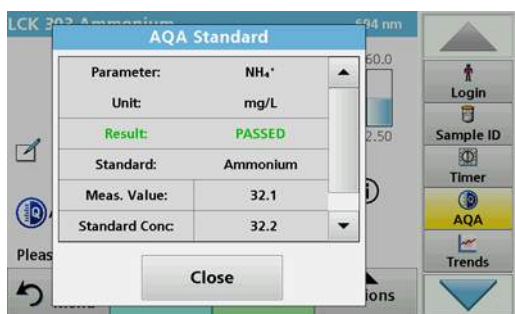 LCK 303 Ammonium 694 nm
AQA Standard
Parameter: NH₄⁺
Unit: mg/L
Result: PASSED
Standard: Ammonium
Meas. Value: 32.1
Standard Conc: 32.2
Close
60.0
2.50
Pleas
ions
Login
Sample ID
Timer
AQA
Trends